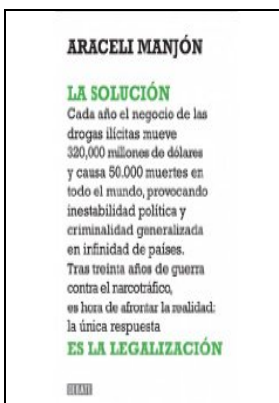 ARACELI MANJÓN
LA SOLUCIÓN
Cada año el negocio de las
drogas ilícitas mueve
320,000 millones de dólares
y causa 50.000 muertes en
todo el mundo, provocando
inestabilidad política y
criminalidad generalizada
en infinidad de países.
Tras treinta años de guerra
contra el narcotráfico,
es hora de afrontar la realidad:
la única respuesta
ES LA LEGALIZACIÓN
DEBATE